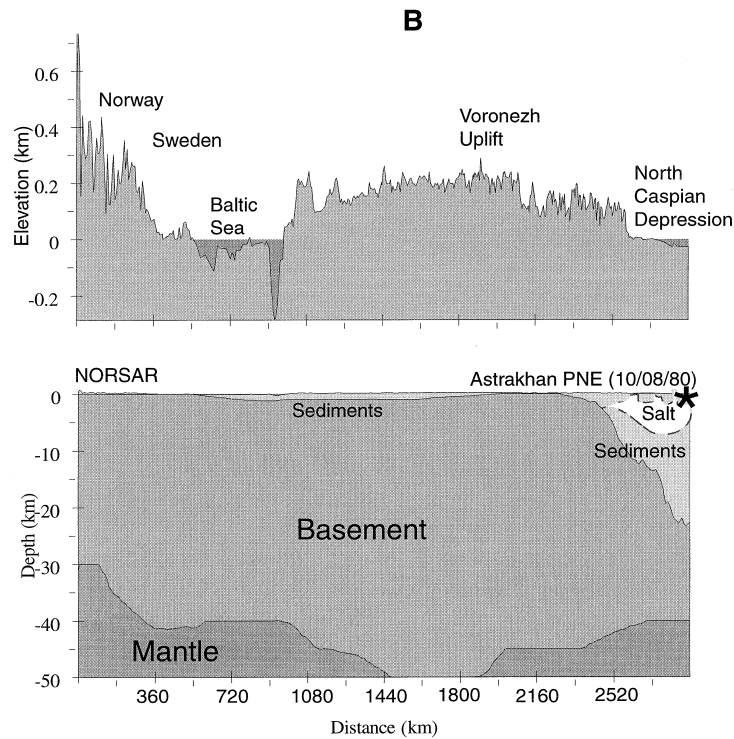 B
0.6
0.4
0.2
0
-0.2
Elevation (km)
Norway
Sweden
Baltic
Sea
Voronezh
Uplift
North
Caspian
Depression
NORSAR
Astrakhan PNE (10/08/80)
*
0
-10
-20
-30
-40
-50
Depth (km)
Sediments
Salt
Sediments
Basement
Mantle
360
720
1080
1440
1800
2160
2520
Distance (km)